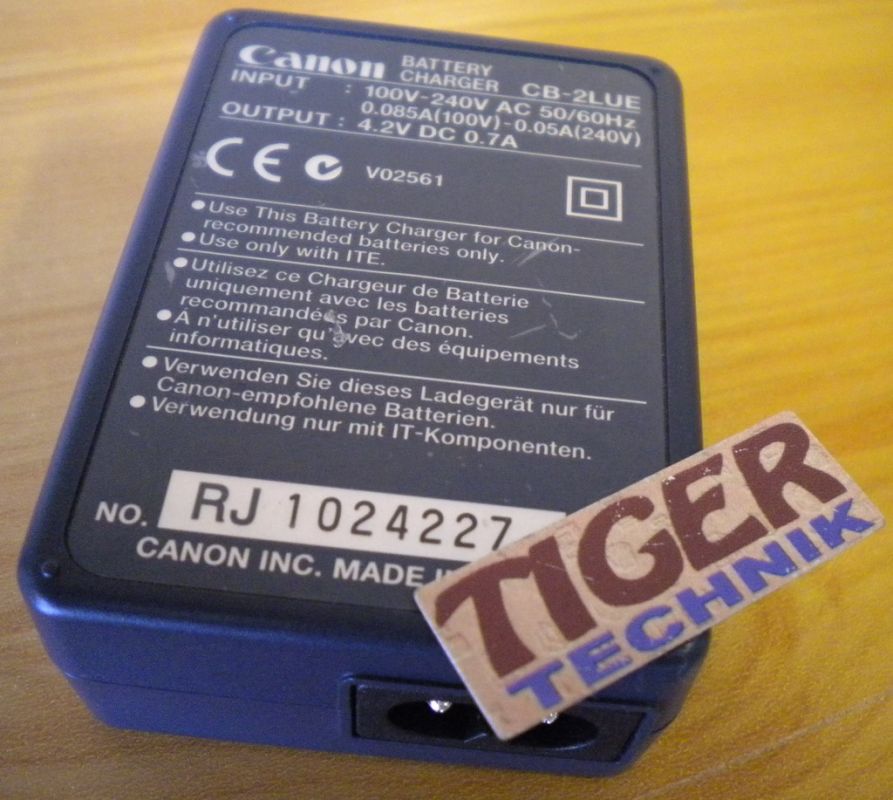 Canon BATTERY CHARGER CB-2LUE
INPUT : 100V-240V AC 50/60Hz
0.085A(100V)-0.05A(240V)
OUTPUT : 4.2V DC 0.7A
CE V02561
●Use This Battery Charger for Canon-
recommended batteries only.
●Use only with ITE.
●Utilisez ce Chargeur de Batterie
uniquement avec les batteries
recommandées par Canon.
●À n'utiliser qu'avec des équipements
informatiques.
●Verwenden Sie dieses Ladegerät nur für
Canon-empfohlene Batterien.
●Verwendung nur mit IT-Komponenten.
NO. RJ 1024227
CANON INC. MADE
TIGER
TECHNIK